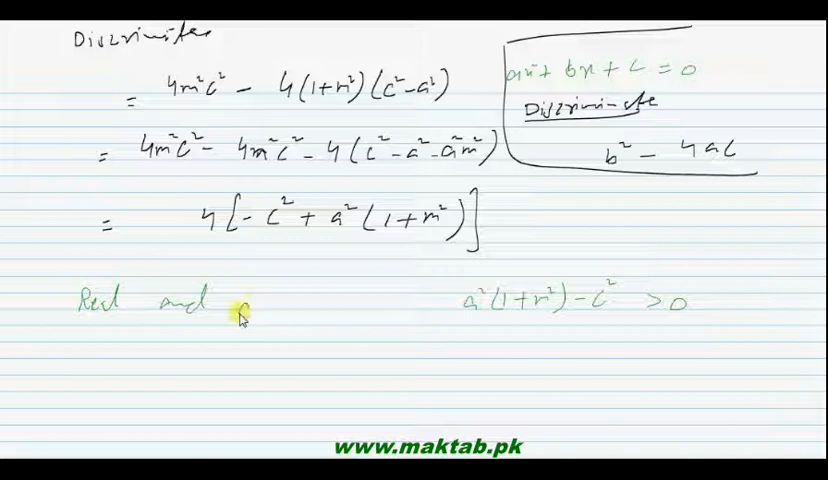 Discriminate
= 4m²c² - 4(1+m²)(c²-a²)
= 4m²c² - 4m²c² - 4(c²-a²-a²m²)
= 4[-c² + a²(1+m²)]
ax² + bx + c = 0
Discriminate
b² - 4ac
Real and
a²(1+m²) - c² > 0
www.maktab.pk